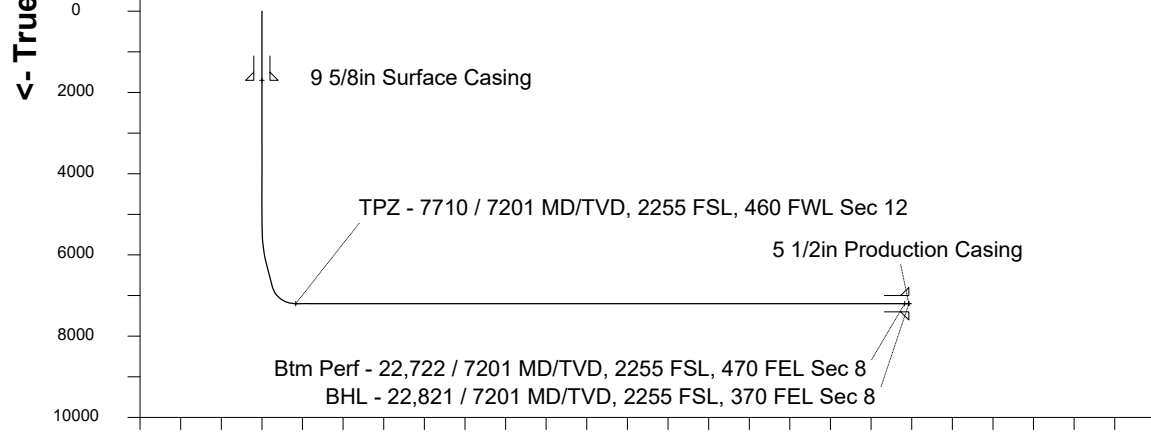 <- True
0
9 5/8in Surface Casing
2000
4000
TPZ - 7710 / 7201 MD/TVD, 2255 FSL, 460 FWL Sec 12
5 1/2in Production Casing
6000
8000
Btm Perf - 22,722 / 7201 MD/TVD, 2255 FSL, 470 FEL Sec 8
BHL - 22,821 / 7201 MD/TVD, 2255 FSL, 370 FEL Sec 8
10000